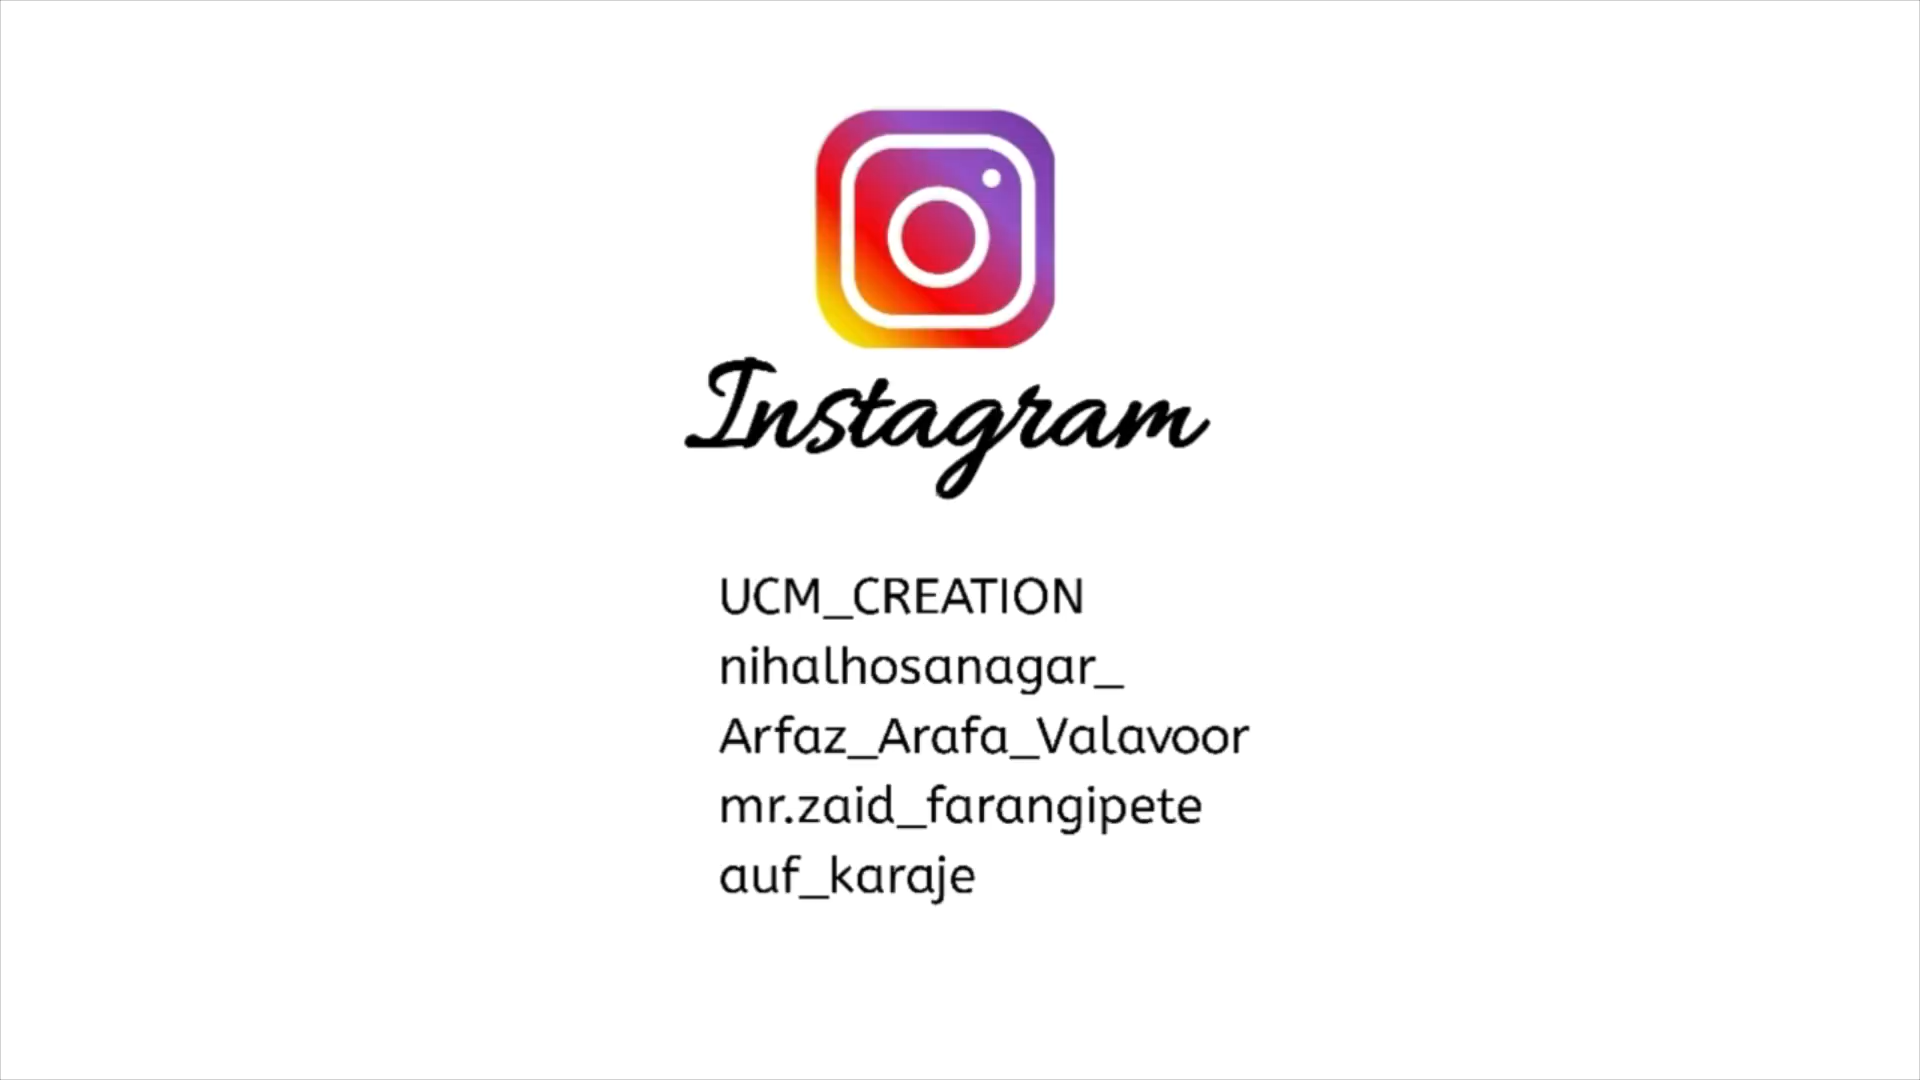 Instagram
UCM_CREATION
nihalhosanagar_
Arfaz_Arafa_Valavoor
mr.zaid_farangipete
auf_karaje